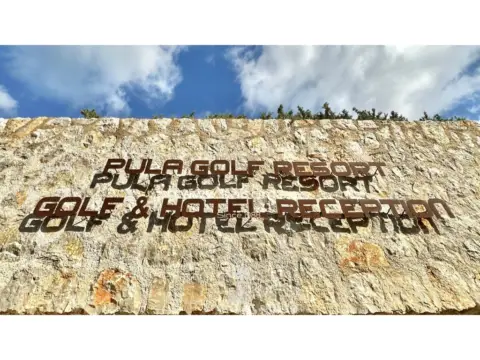 PULA GOLF RESORT
GOLF & HOTEL RECEPTION